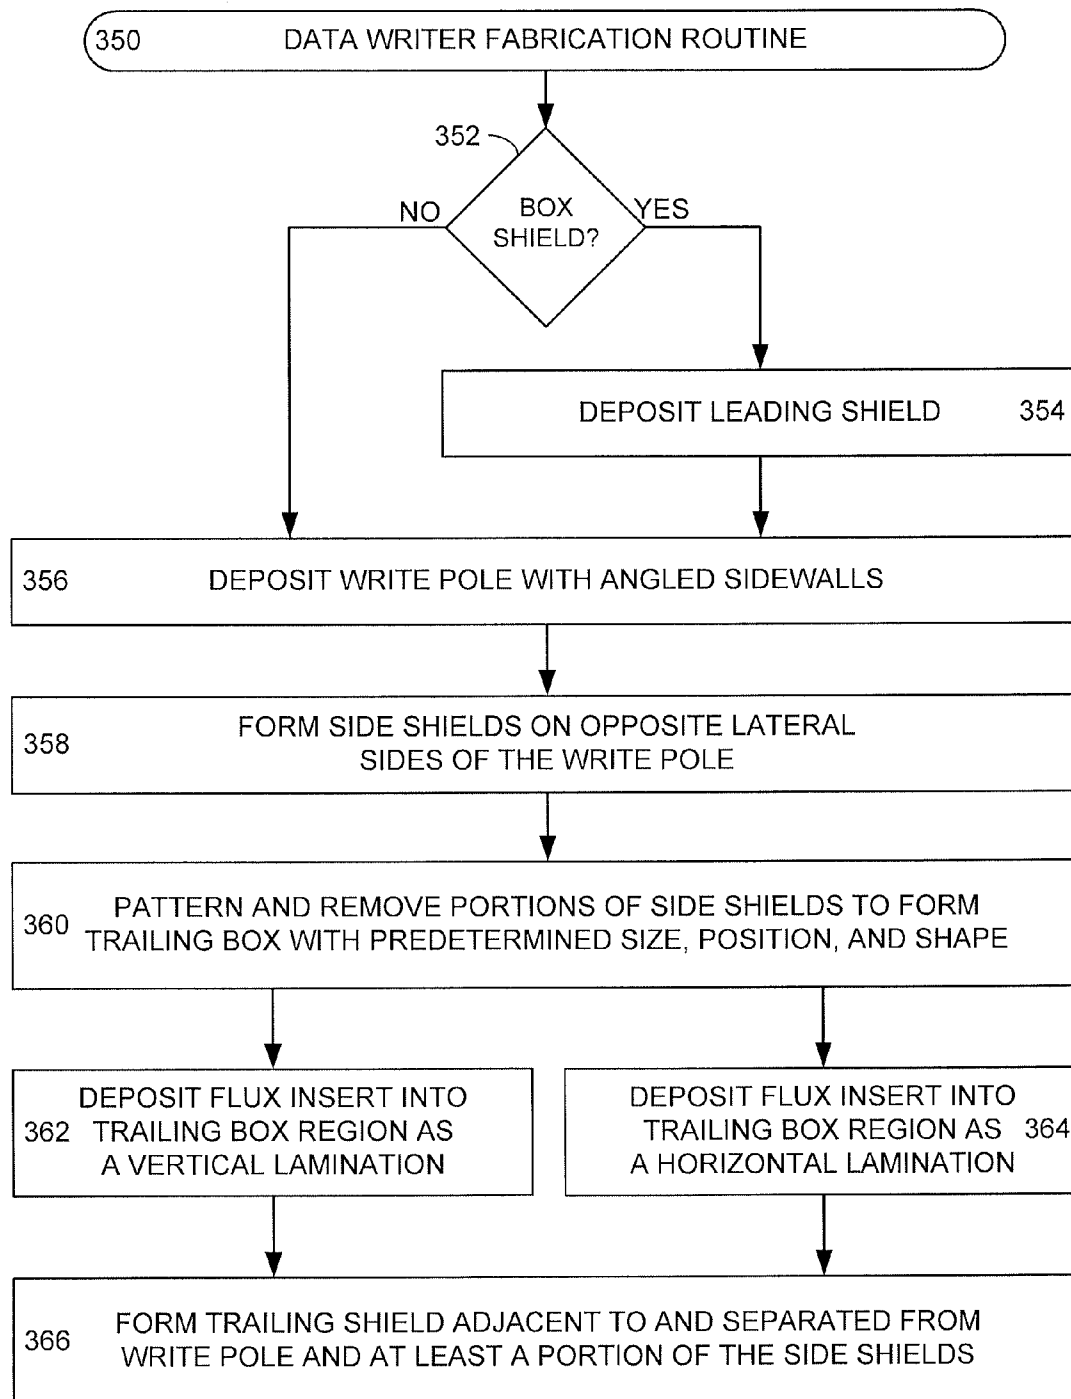 350 DATA WRITER FABRICATION ROUTINE
352
NO
BOX
SHIELD?
YES
DEPOSIT LEADING SHIELD 354
356 DEPOSIT WRITE POLE WITH ANGLED SIDEWALLS
358
FORM SIDE SHIELDS ON OPPOSITE LATERAL
SIDES OF THE WRITE POLE
360
PATTERN AND REMOVE PORTIONS OF SIDE SHIELDS TO FORM
TRAILING BOX WITH PREDETERMINED SIZE, POSITION, AND SHAPE
362
DEPOSIT FLUX INSERT INTO
TRAILING BOX REGION AS
A VERTICAL LAMINATION
DEPOSIT FLUX INSERT INTO
TRAILING BOX REGION AS
A HORIZONTAL LAMINATION
364
366
FORM TRAILING SHIELD ADJACENT TO AND SEPARATED FROM
WRITE POLE AND AT LEAST A PORTION OF THE SIDE SHIELDS